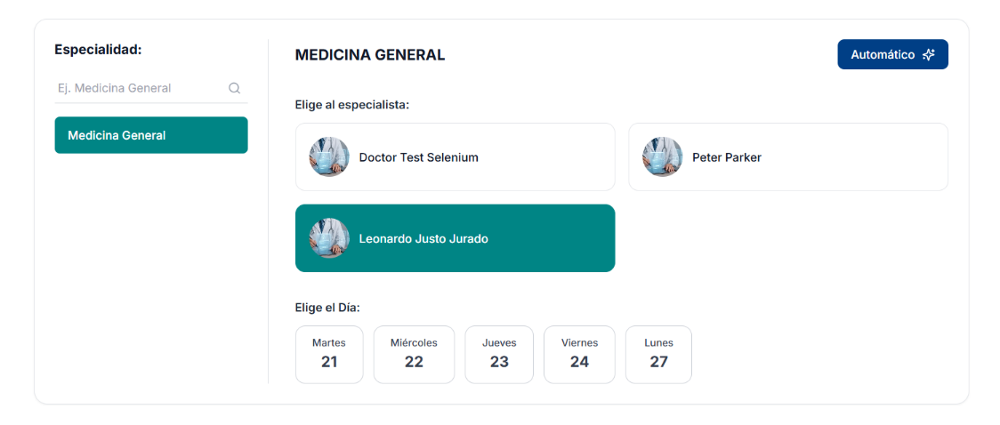 Especialidad:
Ej. Medicina General
Medicina General
MEDICINA GENERAL
Automático
Elige al especialista:
Doctor Test Selenium
Peter Parker
Leonardo Justo Jurado
Elige el Día:
Martes
21
Miércoles
22
Jueves
23
Viernes
24
Lunes
27